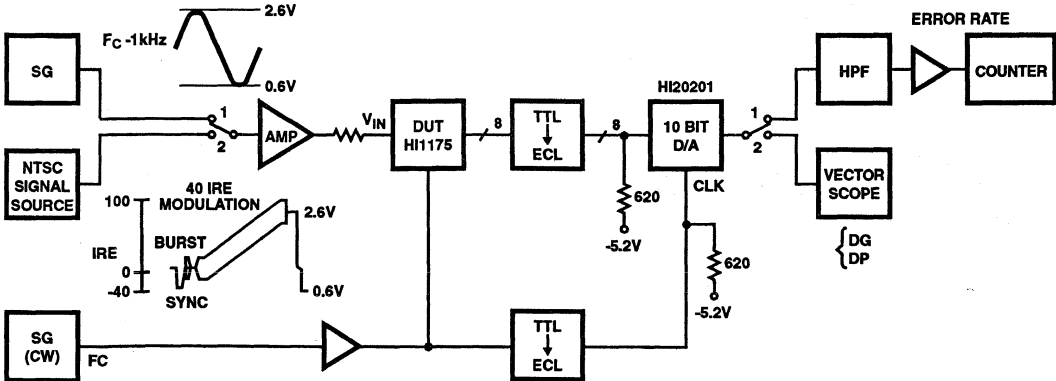 2.6V
FC -1kHz
0.6V
ERROR RATE
SG
HPF
COUNTER
HI20201
1
2
AMP
VIN
DUT
HI1175
8
TTL
ECL
8
10 BIT
D/A
1
2
CLK
NTSC
SIGNAL
SOURCE
VECTOR
SCOPE
40 IRE
MODULATION
100
2.6V
BURST
IRE
0
-40
SYNC
0.6V
620
-5.2V
620
-5.2V
DG
DP
SG
(CW)
FC
TTL
ECL